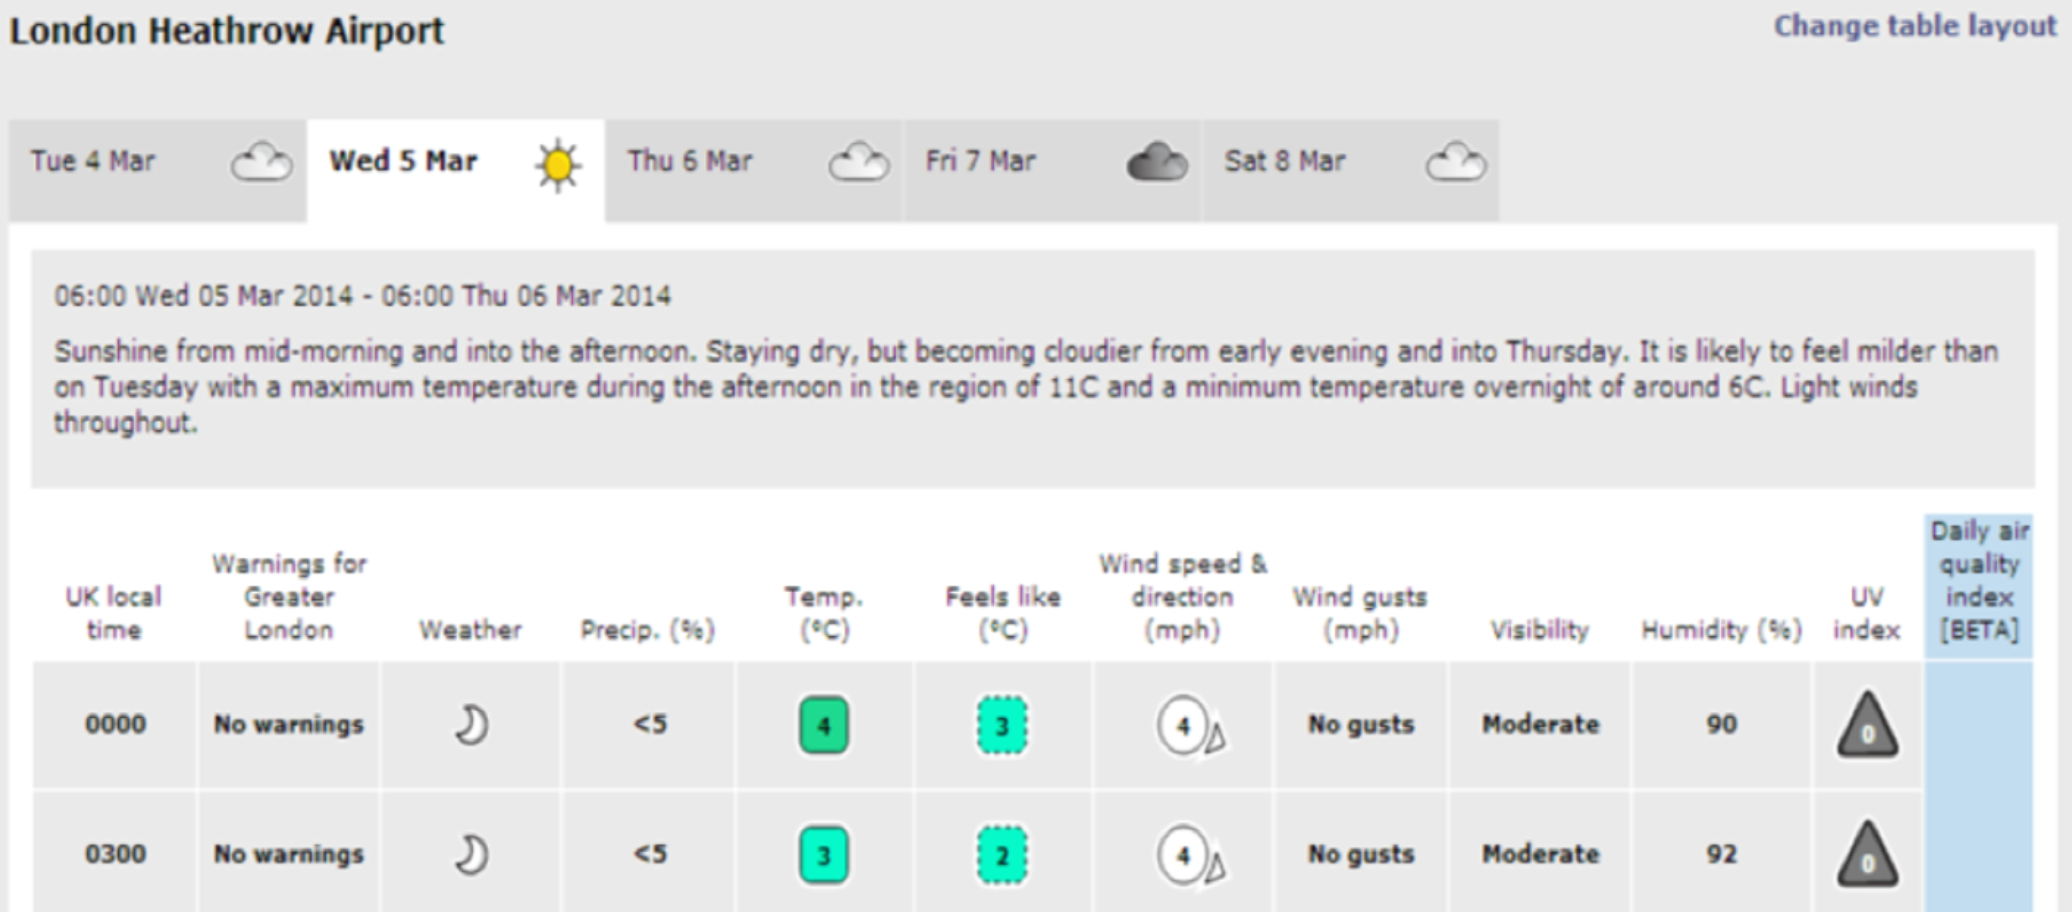 London Heathrow Airport
Change table layout
Tue 4 Mar
Wed 5 Mar
Thu 6 Mar
Fri 7 Mar
Sat 8 Mar
06:00 Wed 05 Mar 2014 - 06:00 Thu 06 Mar 2014
Sunshine from mid-morning and into the afternoon. Staying dry, but becoming cloudier from early evening and into Thursday. It is likely to feel milder than
on Tuesday with a maximum temperature during the afternoon in the region of 11C and a minimum temperature overnight of around 6C. Light winds
throughout.
UK local
time
Warnings for
Greater
London
Weather
Precip. (%)
Temp.
(°C)
Feels like
(°C)
Wind speed &
direction
(mph)
Wind gusts
(mph)
Visibility
Humidity (%)
UV
index
Daily air
quality
index
[BETA]
0000 No warnings <5 4 3 4 No gusts Moderate 90 0
0300 No warnings <5 3 2 4 No gusts Moderate 92 0